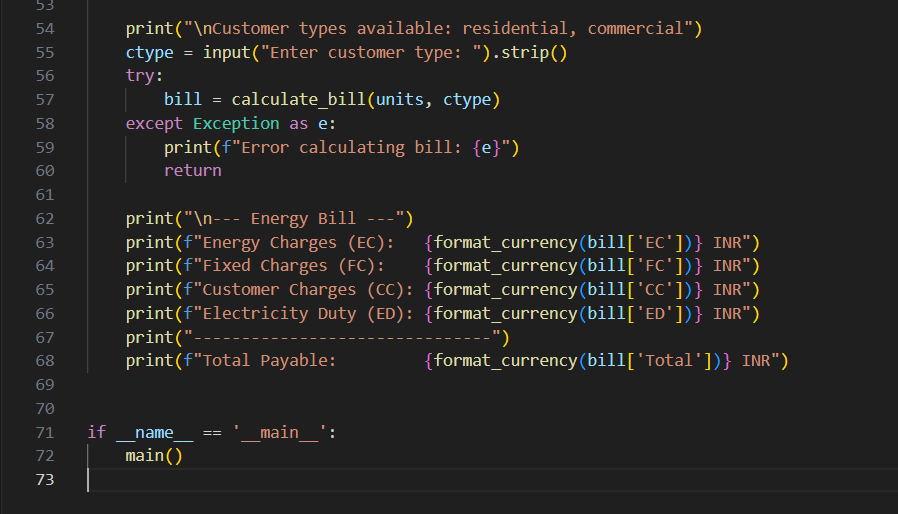 53
54     print("\nCustomer types available: residential, commercial")
55     ctype = input("Enter customer type: ").strip()
56     try:
57         bill = calculate_bill(units, ctype)
58     except Exception as e:
59         print(f"Error calculating bill: {e}")
60         return
61
62     print("\n--- Energy Bill ---")
63     print(f"Energy Charges (EC):   {format_currency(bill['EC'])} INR")
64     print(f"Fixed Charges (FC):    {format_currency(bill['FC'])} INR")
65     print(f"Customer Charges (CC): {format_currency(bill['CC'])} INR")
66     print(f"Electricity Duty (ED): {format_currency(bill['ED'])} INR")
67     print("-------------------------------")
68     print(f"Total Payable:         {format_currency(bill['Total'])} INR")
69
70
71 if __name__ == '__main__':
72     main()
73